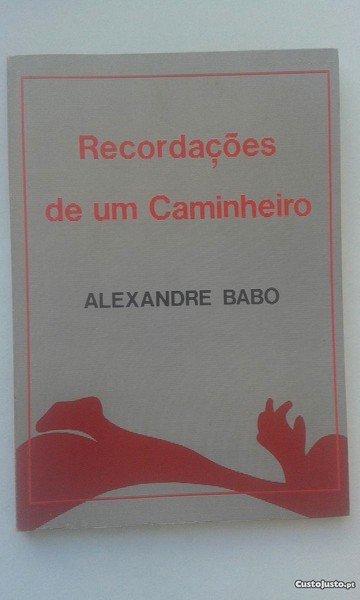 Recordações
de um Caminheiro
ALEXANDRE BABO
CustoJusto.pt